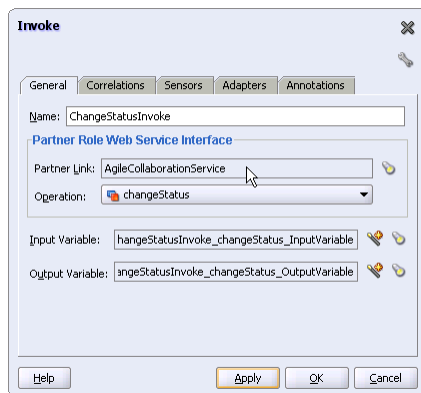 Invoke
General Correlations Sensors Adapters Annotations
Name: ChangeStatusInvoke
Partner Role Web Service Interface
Partner Link: AgileCollaborationService
Operation: changeStatus
Input Variable: hangeStatusInvoke_changeStatus_InputVariable
Output Variable: angeStatusInvoke_changeStatus_OutputVariable
Help Apply OK Cancel